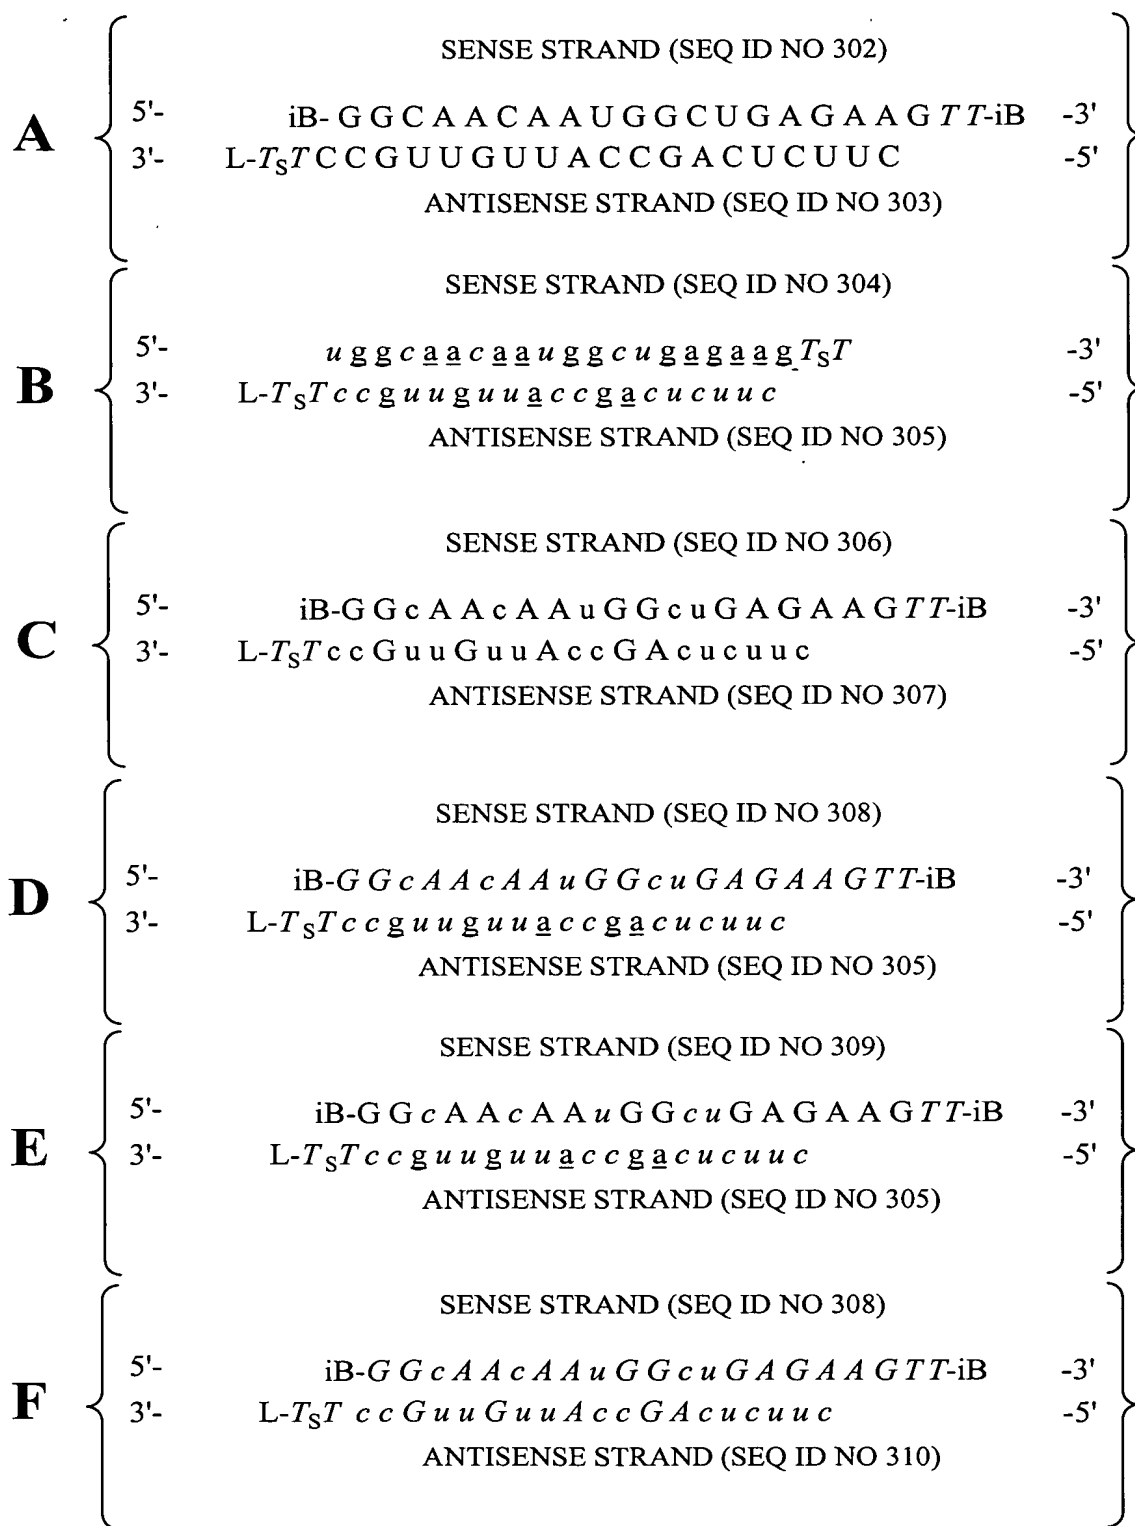 SENSE STRAND (SEQ ID NO 302)
A
5'- iB- G G C A A C A A U G G C U G A G A A G T T-iB -3'
3'- L-TST C C G U U G U U A C C G A C U C U U C -5'
ANTISENSE STRAND (SEQ ID NO 303)
SENSE STRAND (SEQ ID NO 304)
B
5'- u g g c a a c a a u g g c u g a g a a g TST -3'
3'- L-TST c c g u u g u u a c c g a c u c u u c -5'
ANTISENSE STRAND (SEQ ID NO 305)
SENSE STRAND (SEQ ID NO 306)
C
5'- iB-G G c A A c A A u G G c u G A G A A G T T-iB -3'
3'- L-TST c c G u u G u u A c c G A c u c u u c -5'
ANTISENSE STRAND (SEQ ID NO 307)
SENSE STRAND (SEQ ID NO 308)
D
5'- iB-G G c A A c A A u G G c u G A G A A G T T-iB -3'
3'- L-TST c c g u u g u u a c c g a c u c u u c -5'
ANTISENSE STRAND (SEQ ID NO 305)
SENSE STRAND (SEQ ID NO 309)
E
5'- iB-G G c A A c A A u G G c u G A G A A G T T-iB -3'
3'- L-TST c c g u u g u u a c c g a c u c u u c -5'
ANTISENSE STRAND (SEQ ID NO 305)
SENSE STRAND (SEQ ID NO 308)
F
5'- iB-G G c A A c A A u G G c u G A G A A G T T-iB -3'
3'- L-TST c c G u u G u u A c c G A c u c u u c -5'
ANTISENSE STRAND (SEQ ID NO 310)